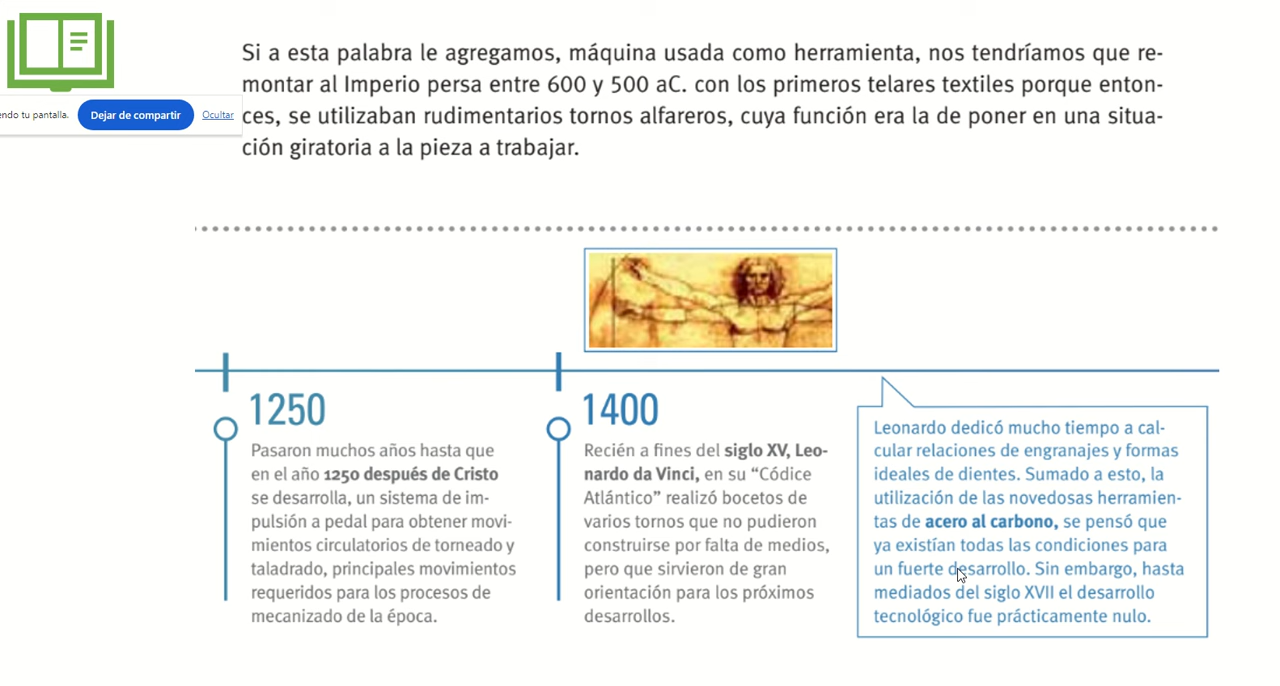 Si a esta palabra le agregamos, máquina usada como herramienta, nos tendríamos que re-
montar al Imperio persa entre 600 y 500 aC. con los primeros telares textiles porque enton-
endo tu pantalla. Dejar de compartir Ocultar
ces, se utilizaban rudimentarios tornos alfareros, cuya función era la de poner en una situa-
ción giratoria a la pieza a trabajar.
1250
Pasaron muchos años hasta que
en el año 1250 después de Cristo
se desarrolla, un sistema de im-
pulsión a pedal para obtener movi-
mientos circulatorios de torneado y
taladrado, principales movimientos
requeridos para los procesos de
mecanizado de la época.
1400
Recién a fines del siglo XV, Leo-
nardo da Vinci, en su “Códice
Atlántico” realizó bocetos de
varios tornos que no pudieron
construirse por falta de medios,
pero que sirvieron de gran
orientación para los próximos
desarrollos.
Leonardo dedicó mucho tiempo a cal-
cular relaciones de engranajes y formas
ideales de dientes. Sumado a esto, la
utilización de las novedosas herramien-
tas de acero al carbono, se pensó que
ya existían todas las condiciones para
un fuerte desarrollo. Sin embargo, hasta
mediados del siglo XVII el desarrollo
tecnológico fue prácticamente nulo.